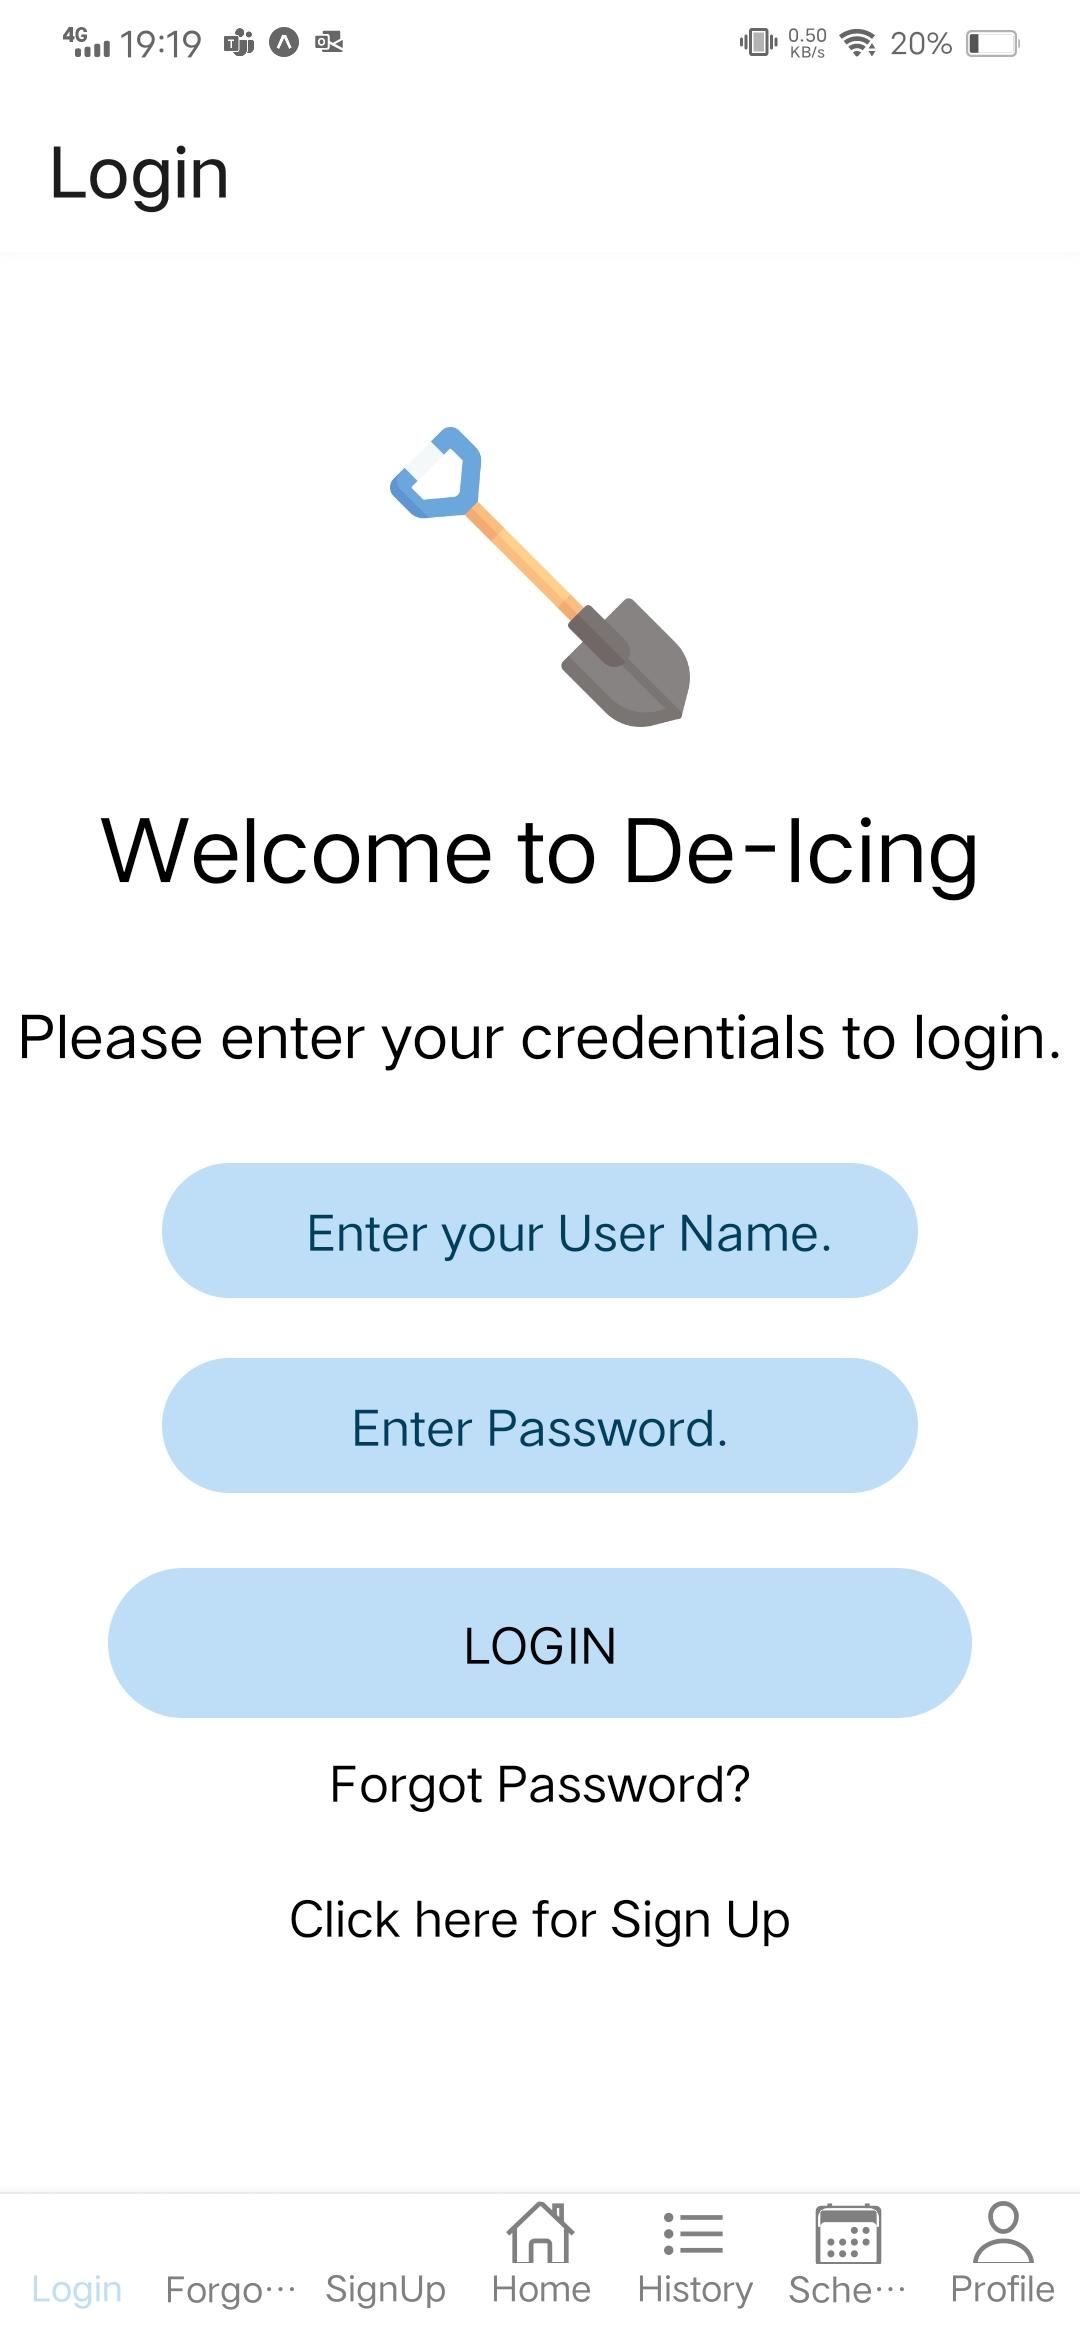 4G 19:19 0.50 KB/s 20%
Login
Welcome to De-Icing
Please enter your credentials to login.
Enter your User Name.
Enter Password.
LOGIN
Forgot Password?
Click here for Sign Up
Login Forgo··· SignUp Home History Sche··· Profile